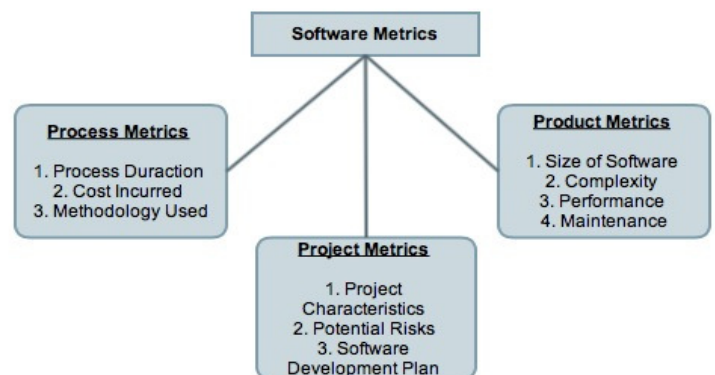 Software Metrics
Process Metrics
1. Process Duraction
2. Cost Incurred
3. Methodology Used
Project Metrics
1. Project
Characteristics
2. Potential Risks
3. Software
Development Plan
Product Metrics
1. Size of Software
2. Complexity
3. Performance
4. Maintenance